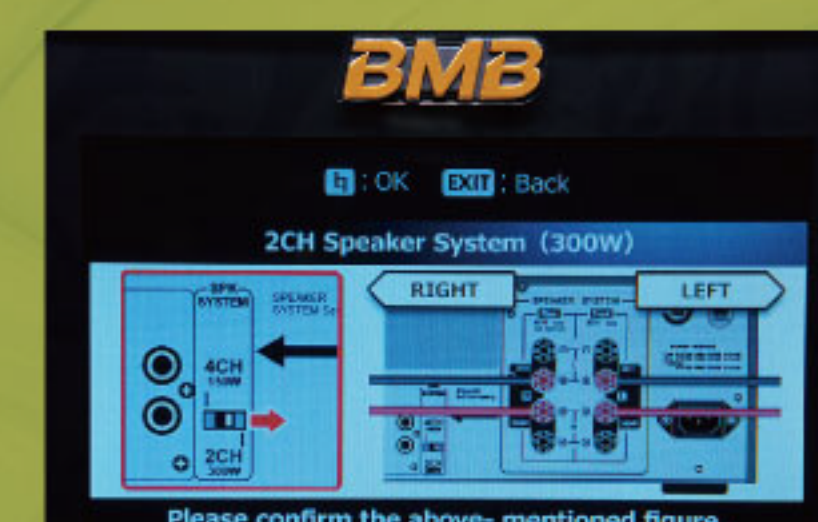 BMB
: OK EXIT : Back
2CH Speaker System (300W)
SPK
SYSTEM
SPEAKER
SYSTEM
4CH
150W
2CH
300W
RIGHT
LEFT
SPEAKER SYSTEM
Please confirm the above- mentioned figure